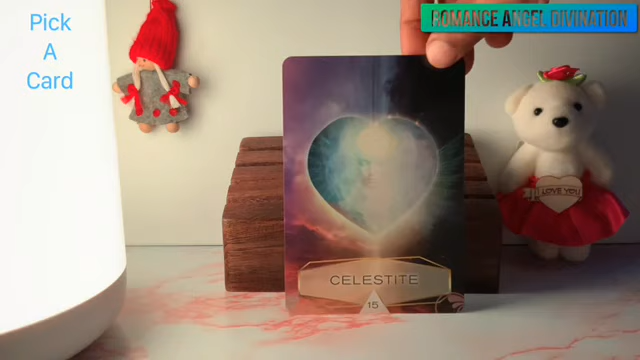 Pick
A
Card
ROMANCE ANGEL DIVINATION
I LOVE YOU
CELESTITE
15